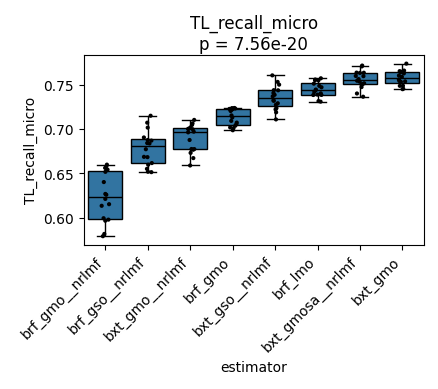 TL_recall_micro
p = 7.56e-20
TL_recall_micro
0.75
0.70
0.65
0.60
brf_gmo__nrlmf
brf_gso__nrlmf
bxt_gmo__nrlmf
brf_gmo
bxt_gso__nrlmf
brf_lmo
bxt_gmosa__nrlmf
bxt_gmo
estimator